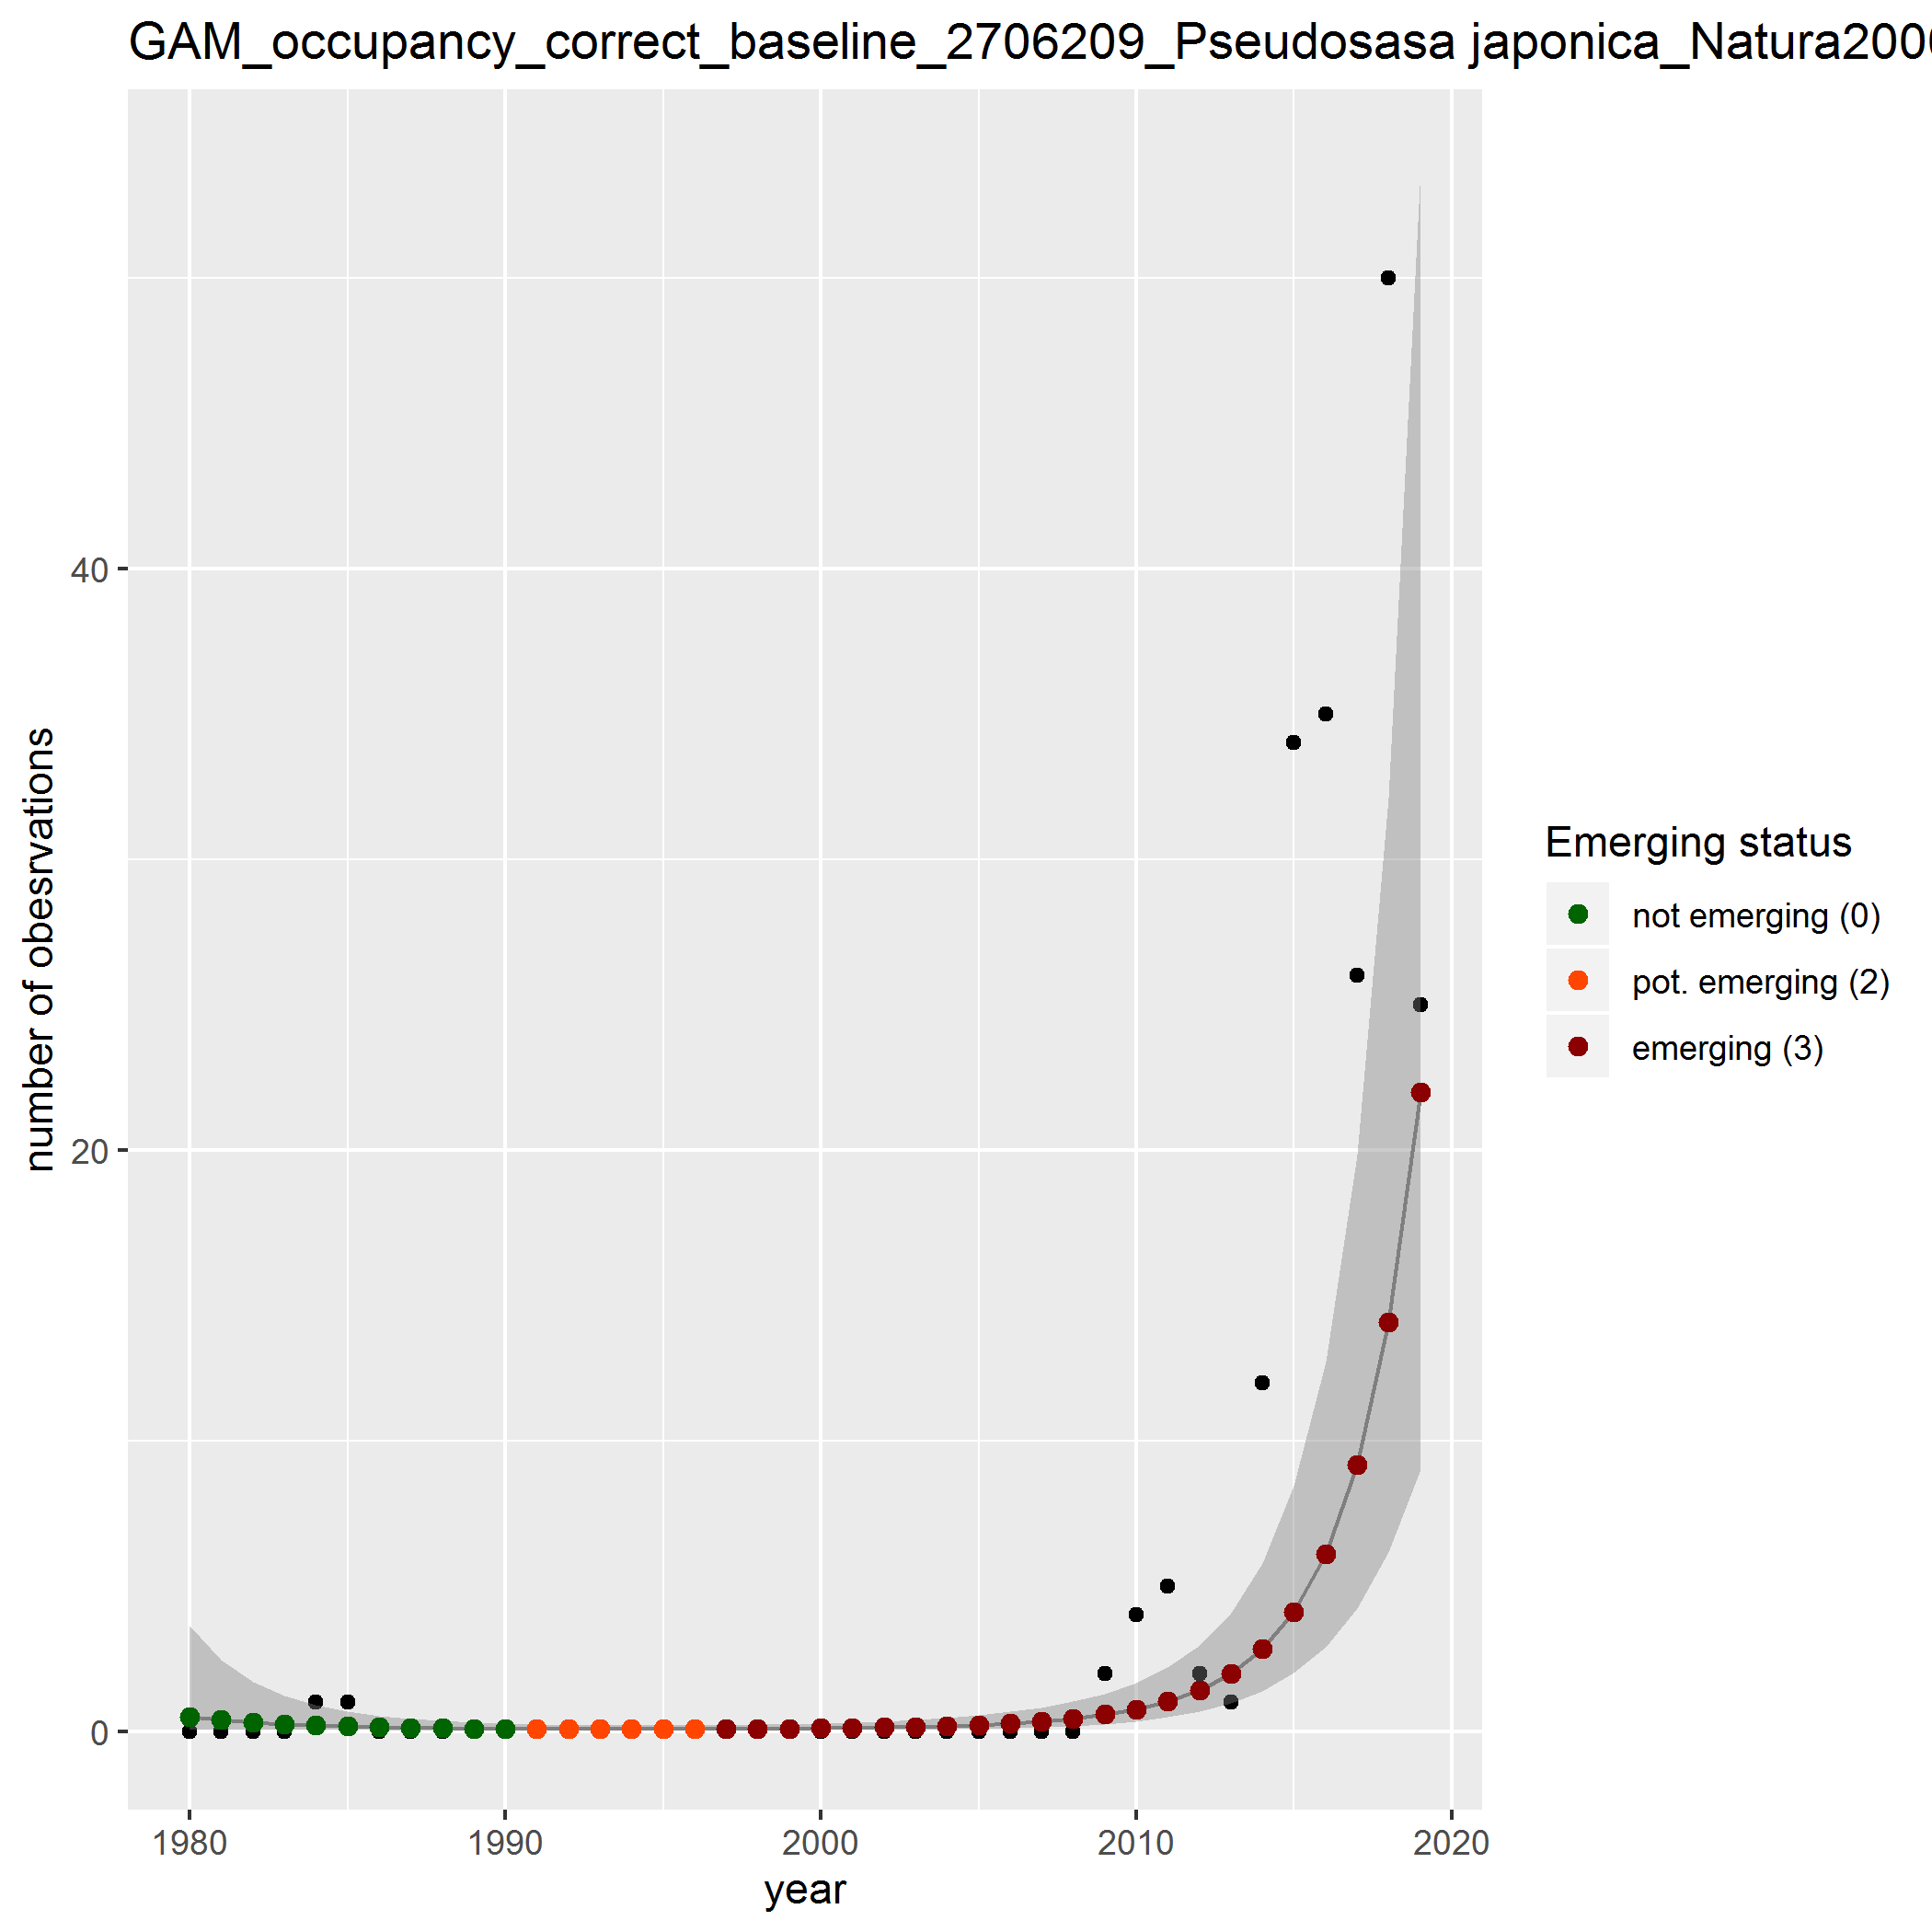 GAM_occupancy_correct_baseline_2706209_Pseudosasa japonica_Natura200
number of obesrvations
40
20
0
1980 1990 2000 2010 2020
year
Emerging status
not emerging (0)
pot. emerging (2)
emerging (3)